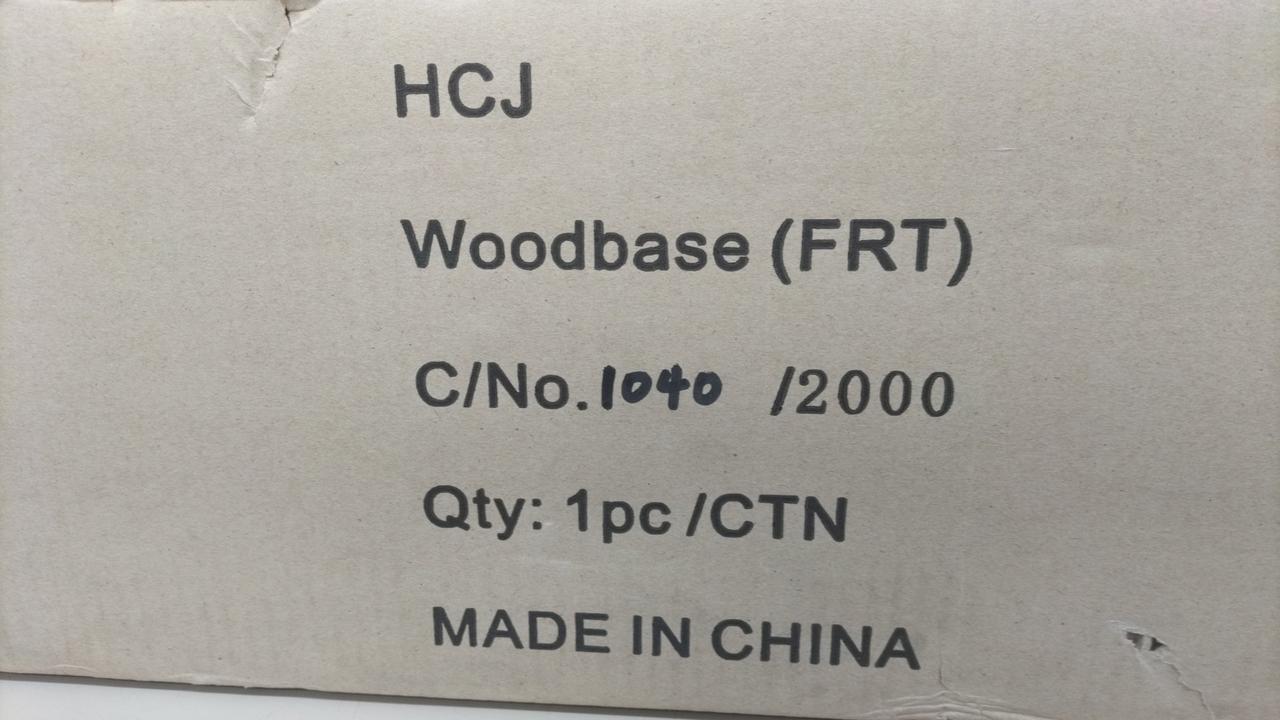 HCJ
Woodbase (FRT)
C/No.1040 /2000
Qty: 1pc/CTN
MADE IN CHINA